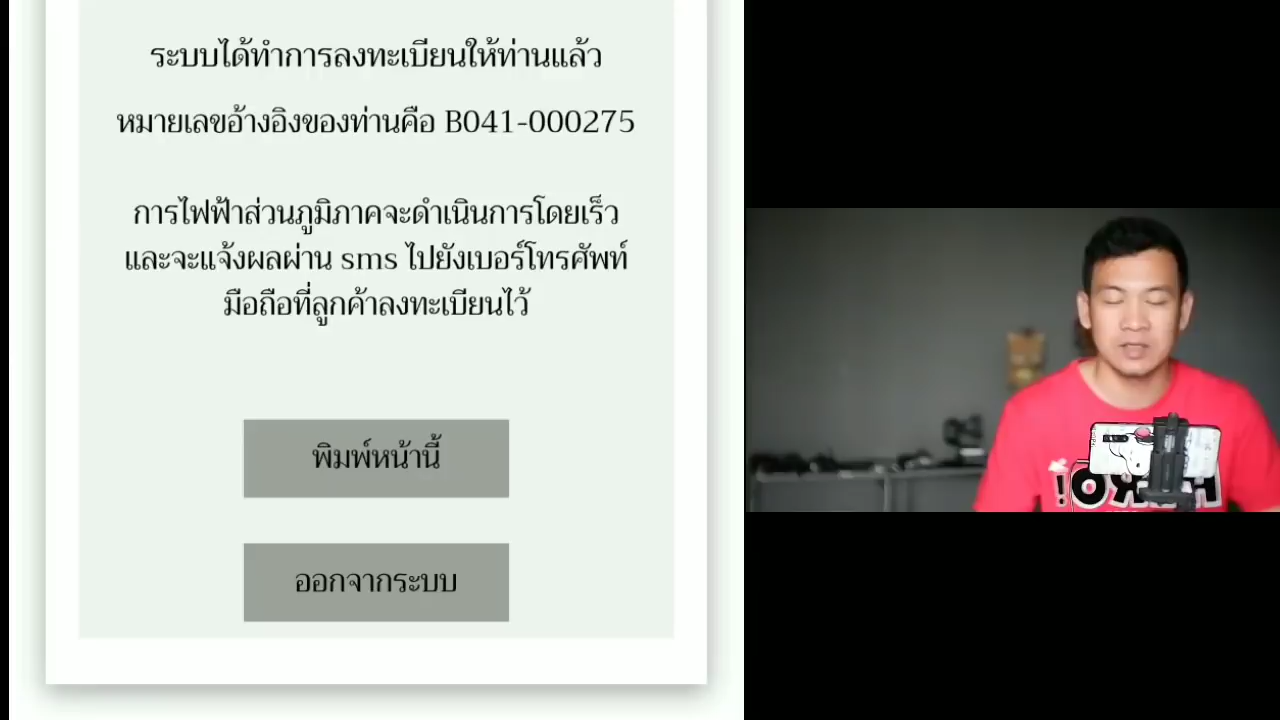 ระบบได้ทำการลงทะเบียนให้ท่านแล้ว
หมายเลขอ้างอิงของท่านคือ B041-000275
การไฟฟ้าส่วนภูมิภาคจะดำเนินการโดยเร็ว
และจะแจ้งผลผ่าน sms ไปยังเบอร์โทรศัพท์
มือถือที่ลูกค้าลงทะเบียนไว้
พิมพ์หน้านี้
ออกจากระบบ